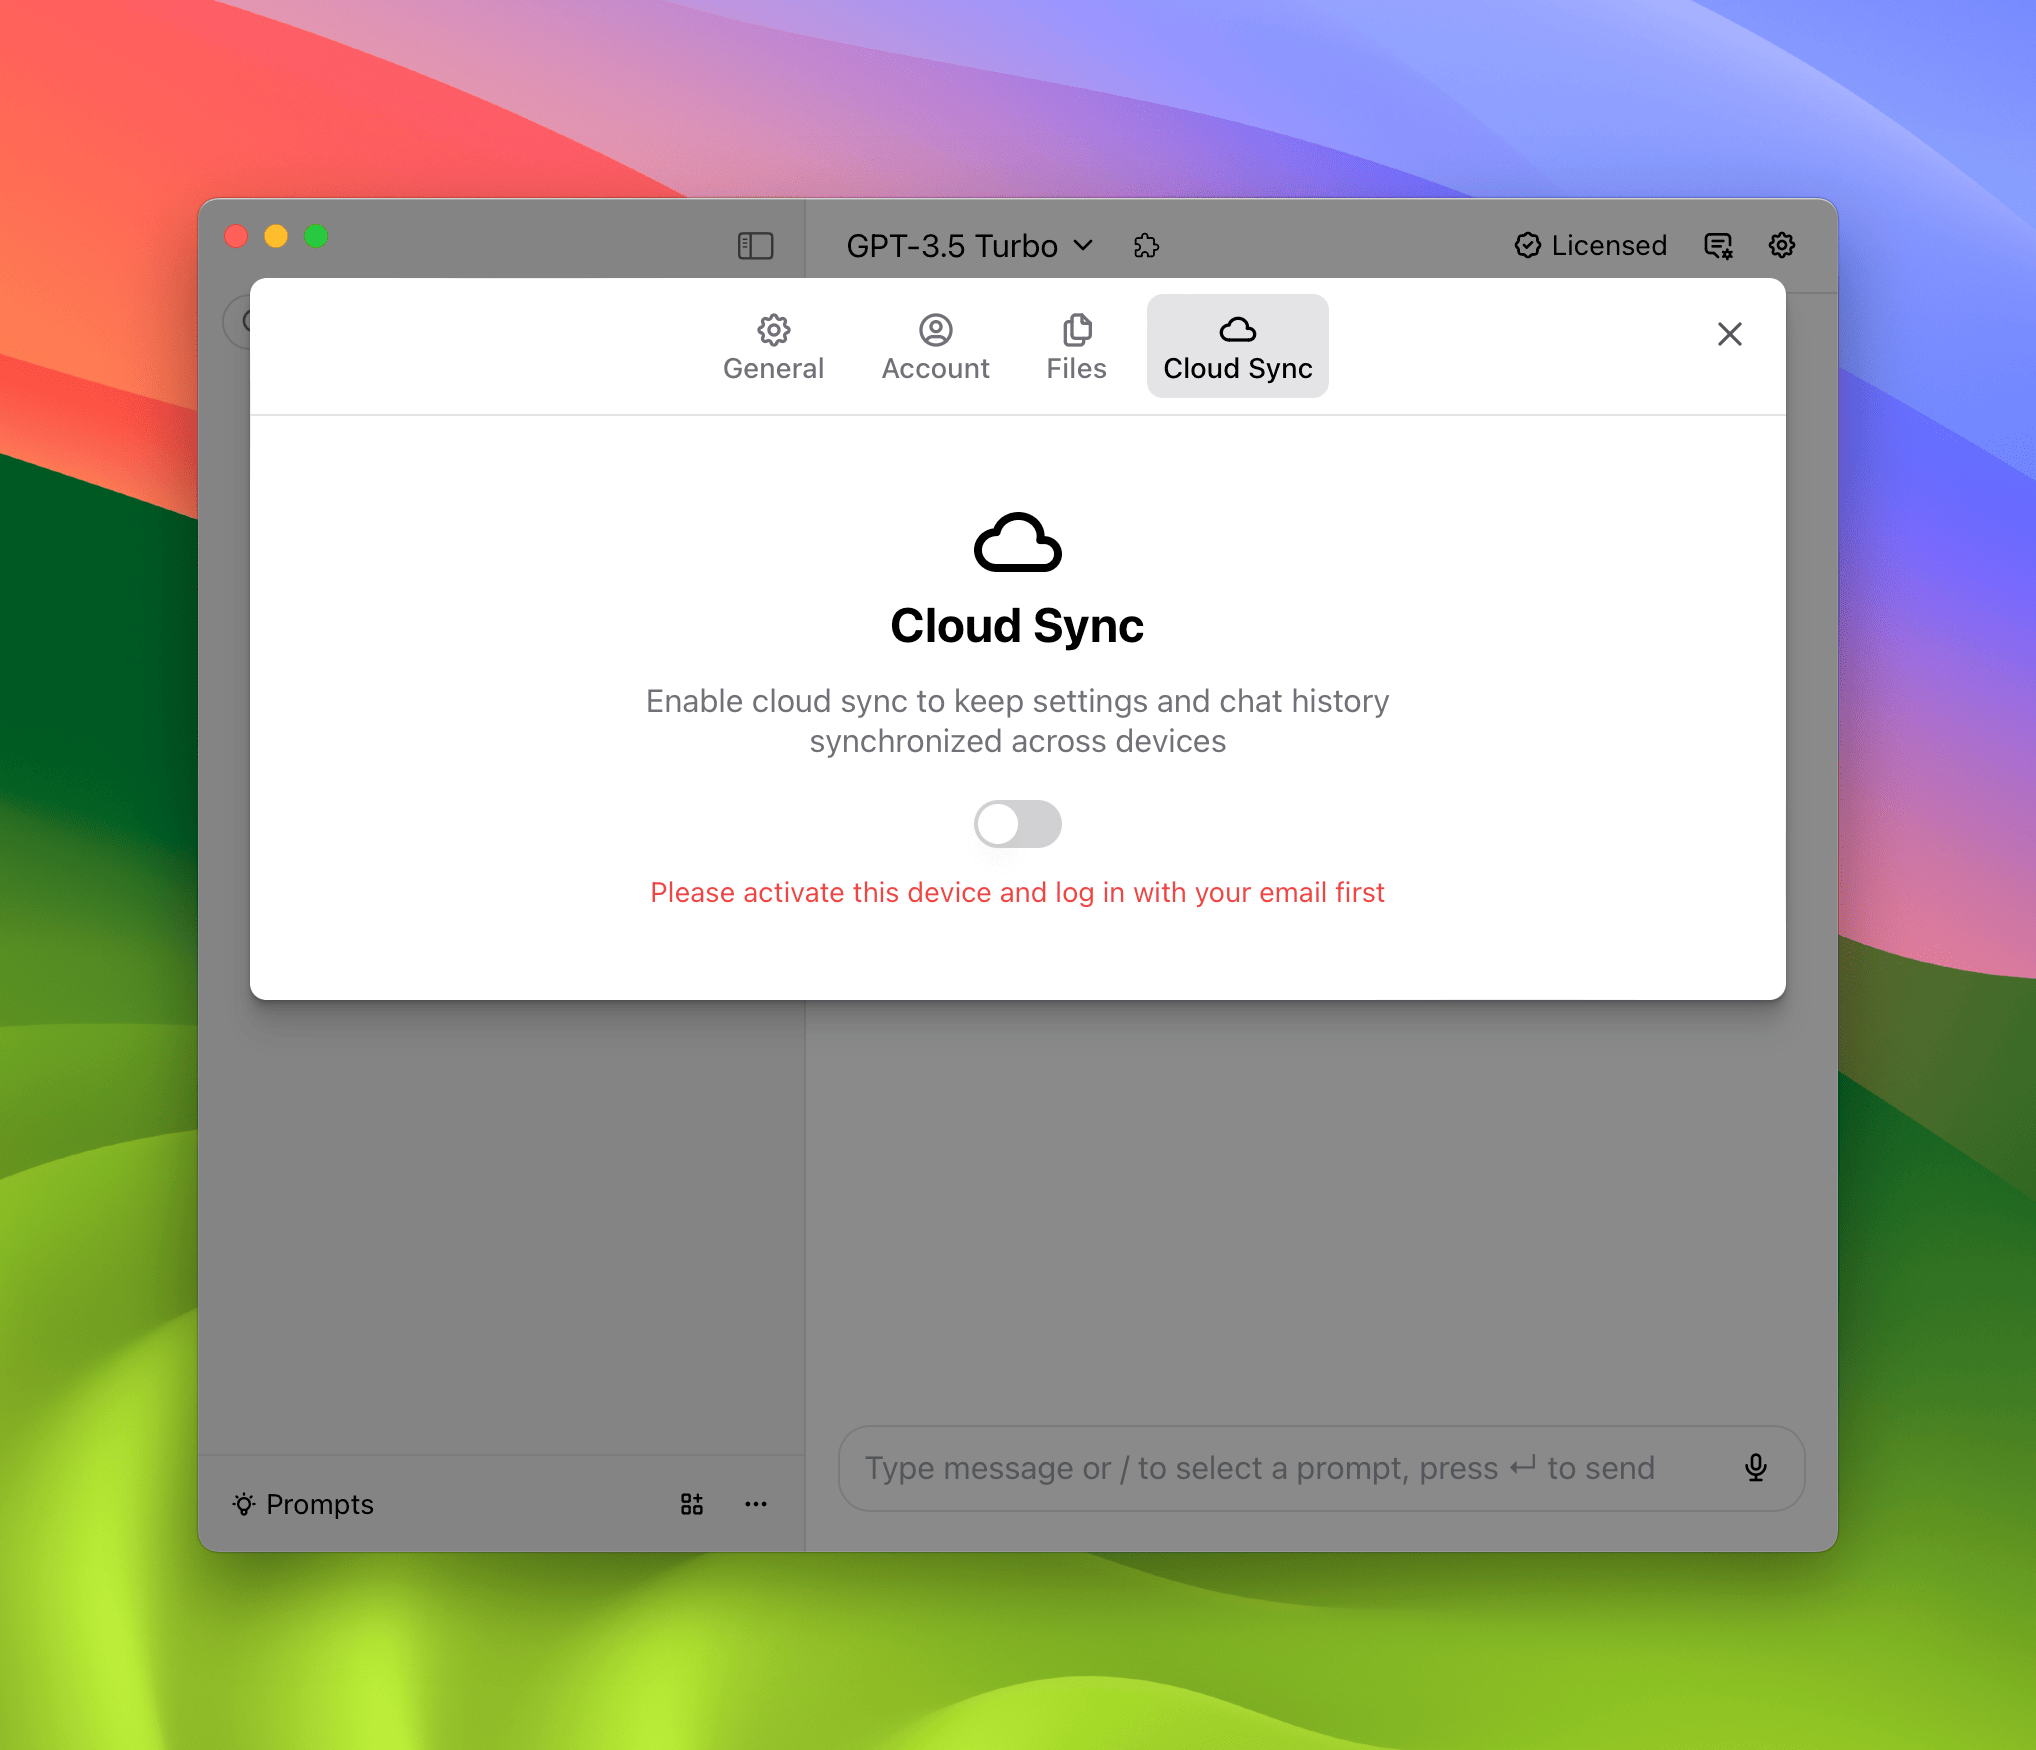 GPT-3.5 Turbo
Licensed
General
Account
Files
Cloud Sync
Cloud Sync
Enable cloud sync to keep settings and chat history
synchronized across devices
Please activate this device and log in with your email first
Type message or / to select a prompt, press ↵ to send
Prompts